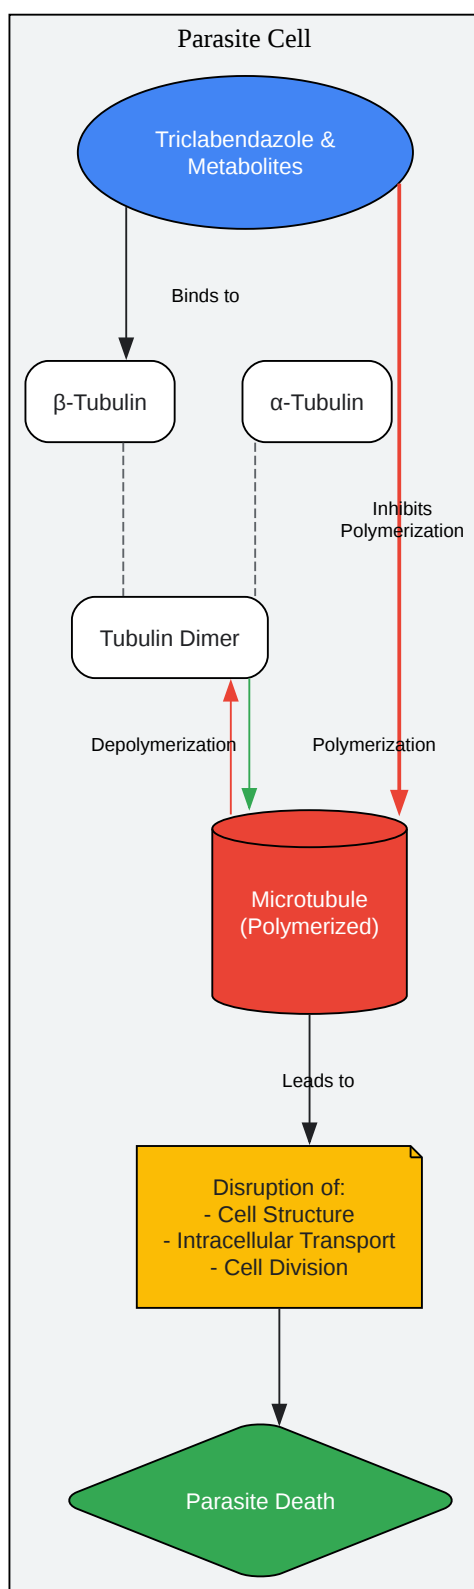 Parasite Cell
Triclabendazole &
Metabolites
Binds to
β-Tubulin
α-Tubulin
Inhibits
Polymerization
Tubulin Dimer
Depolymerization
Polymerization
Microtubule
(Polymerized)
Leads to
Disruption of:
- Cell Structure
- Intracellular Transport
- Cell Division
Parasite Death